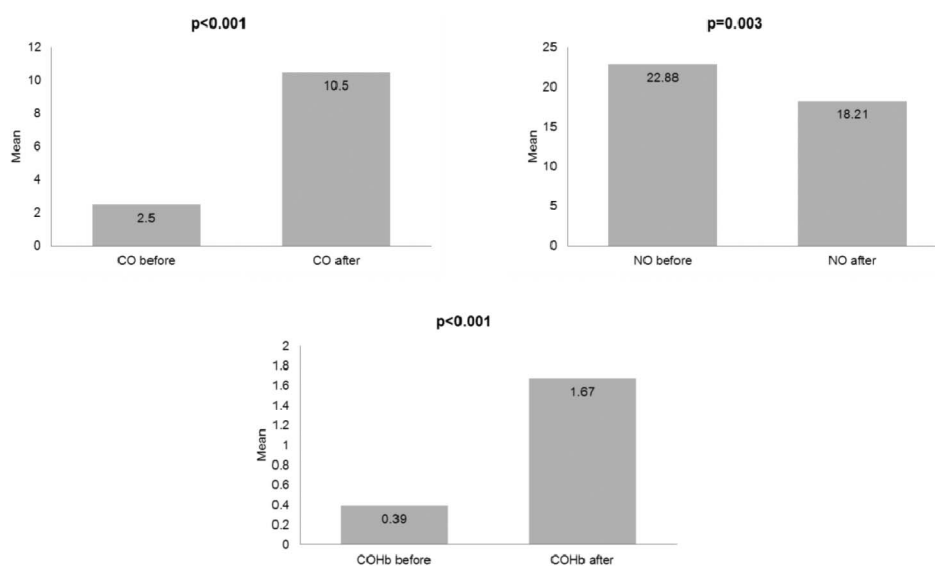 p<0.001
12
10
8
6
4
2
0
Mean
2.5
10.5
CO before
CO after
p=0.003
25
20
15
10
5
0
Mean
22.88
18.21
NO before
NO after
p<0.001
2
1.8
1.6
1.4
1.2
1
0.8
0.6
0.4
0.2
0
Mean
0.39
1.67
COHb before
COHb after